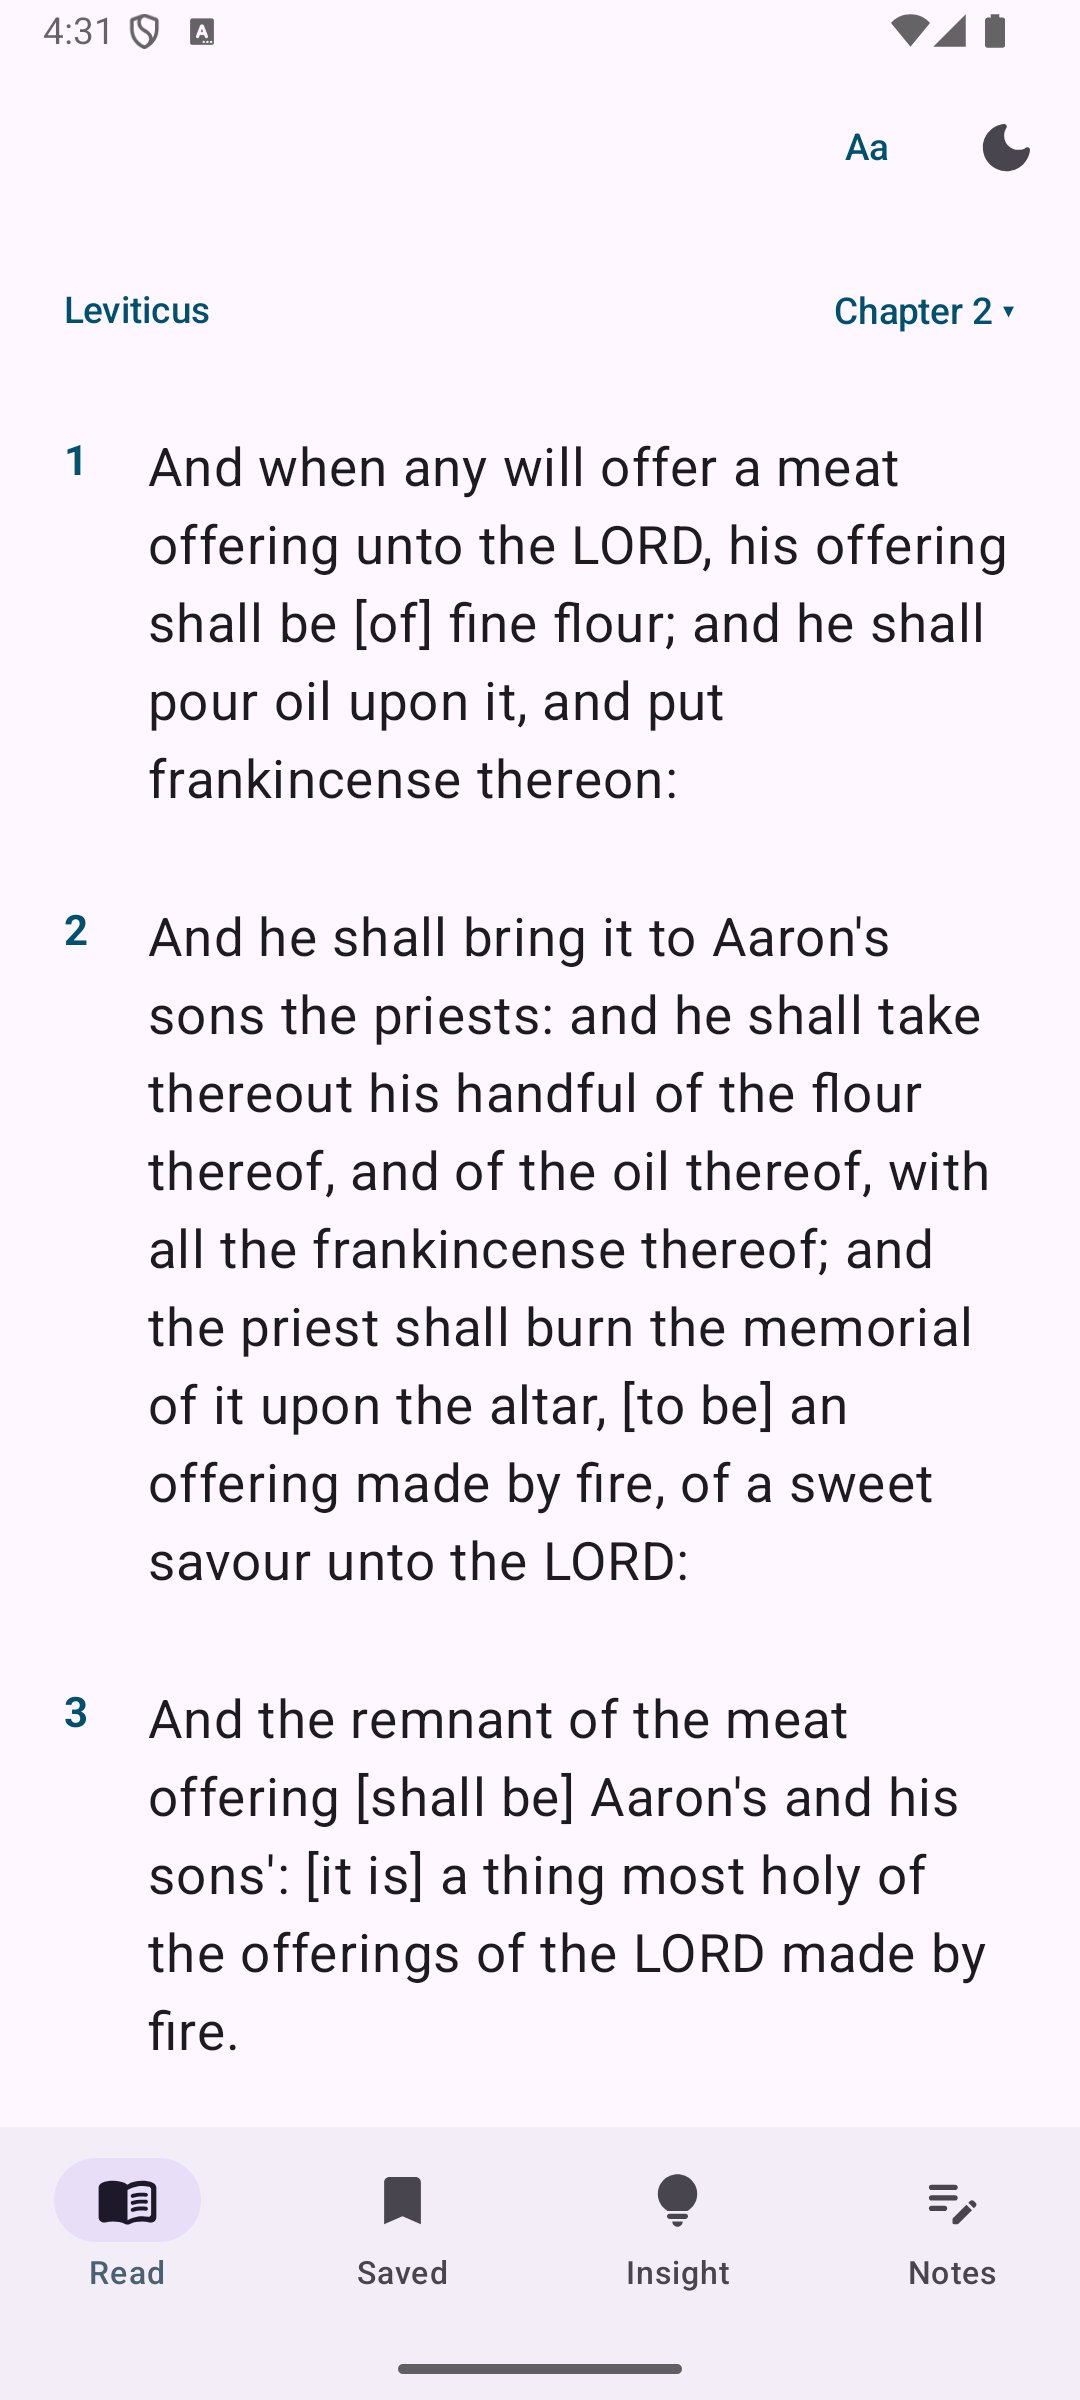 4:31
Aa
Leviticus
Chapter 2 ▾
1 And when any will offer a meat
offering unto the LORD, his offering
shall be [of] fine flour; and he shall
pour oil upon it, and put
frankincense thereon:
2 And he shall bring it to Aaron's
sons the priests: and he shall take
thereout his handful of the flour
thereof, and of the oil thereof, with
all the frankincense thereof; and
the priest shall burn the memorial
of it upon the altar, [to be] an
offering made by fire, of a sweet
savour unto the LORD:
3 And the remnant of the meat
offering [shall be] Aaron's and his
sons': [it is] a thing most holy of
the offerings of the LORD made by
fire.
Read
Saved
Insight
Notes